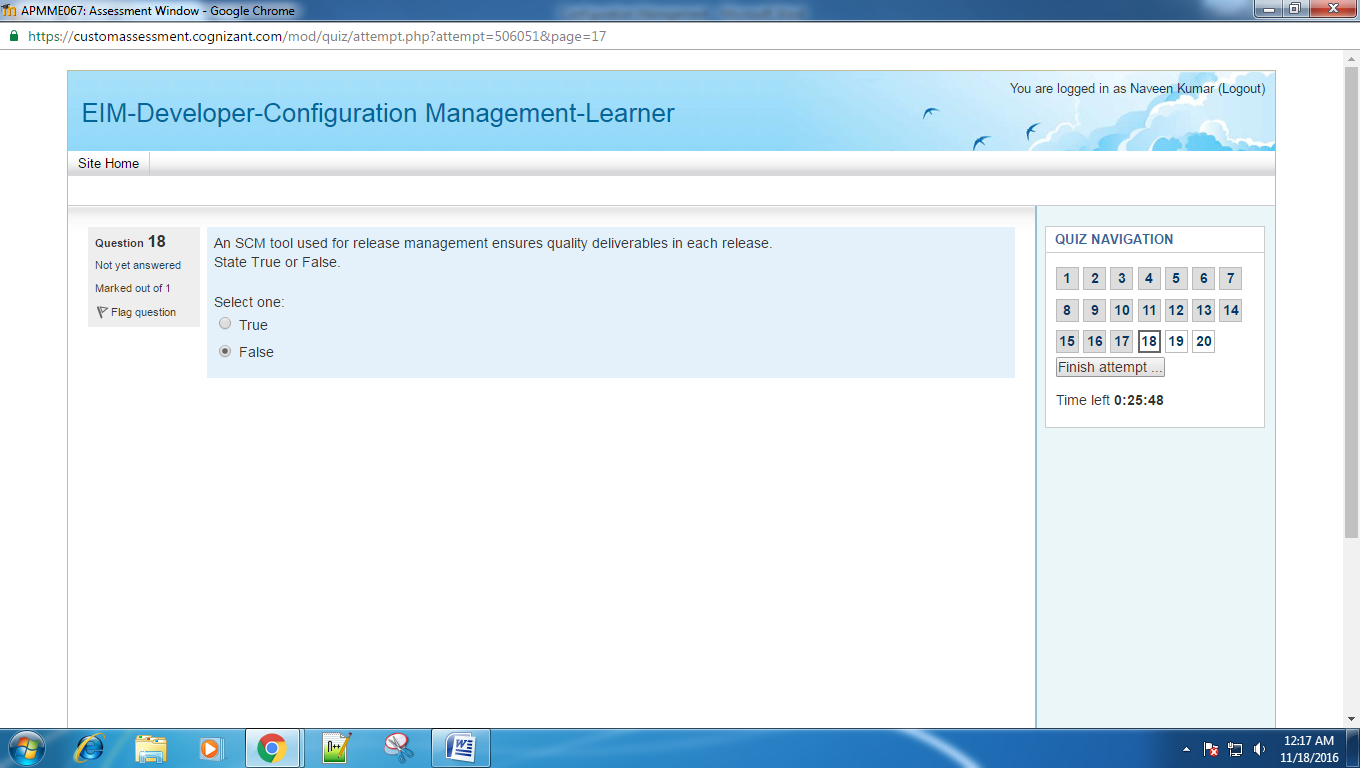 APMME067: Assessment Window - Google Chrome
https://customassessment.cognizant.com/mod/quiz/attempt.php?attempt=506051&page=17
You are logged in as Naveen Kumar (Logout)
EIM-Developer-Configuration Management-Learner
Site Home
Question 18
Not yet answered
Marked out of 1
Flag question
An SCM tool used for release management ensures quality deliverables in each release.
State True or False.
Select one:
True
False
QUIZ NAVIGATION
1 2 3 4 5 6 7
8 9 10 11 12 13 14
15 16 17 18 19 20
Finish attempt ...
Time left 0:25:48
12:17 AM
11/18/2016